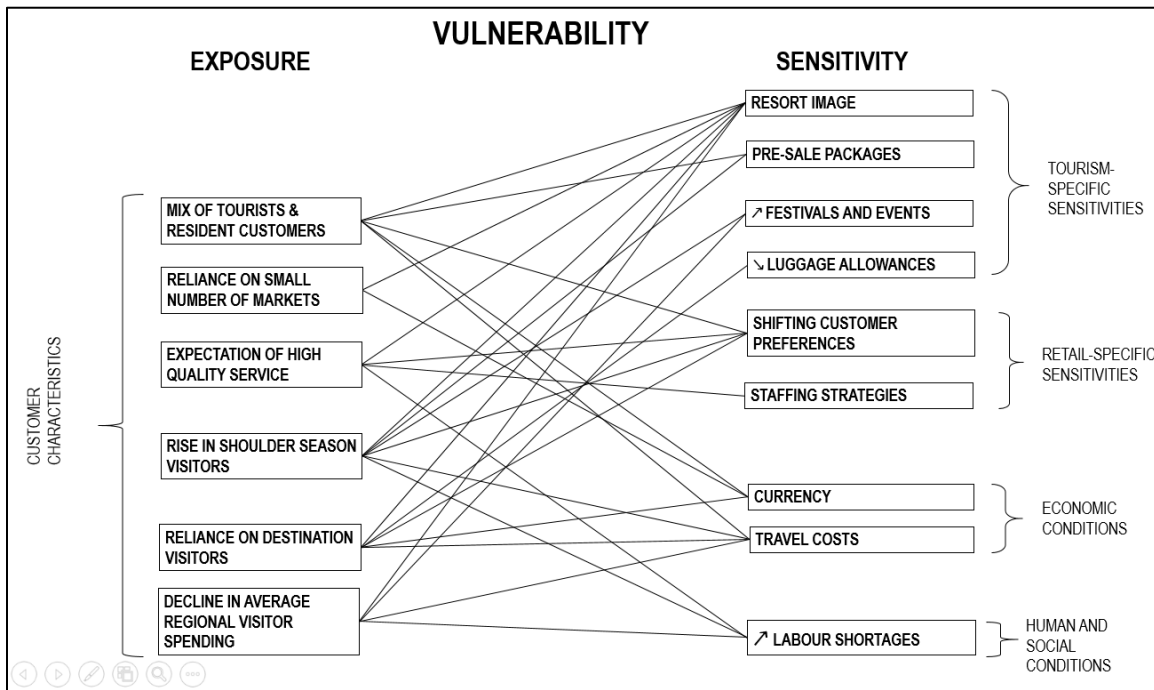 VULNERABILITY
EXPOSURE
SENSITIVITY
CUSTOMER
CHARACTERISTICS
MIX OF TOURISTS &
RESIDENT CUSTOMERS
RELIANCE ON SMALL
NUMBER OF MARKETS
EXPECTATION OF HIGH
QUALITY SERVICE
RISE IN SHOULDER SEASON
VISITORS
RELIANCE ON DESTINATION
VISITORS
DECLINE IN AVERAGE
REGIONAL VISITOR
SPENDING
RESORT IMAGE
PRE-SALE PACKAGES
↗ FESTIVALS AND EVENTS
↘ LUGGAGE ALLOWANCES
SHIFTING CUSTOMER
PREFERENCES
STAFFING STRATEGIES
CURRENCY
TRAVEL COSTS
↗ LABOUR SHORTAGES
TOURISM-
SPECIFIC
SENSITIVITIES
RETAIL-SPECIFIC
SENSITIVITIES
ECONOMIC
CONDITIONS
HUMAN AND
SOCIAL
CONDITIONS